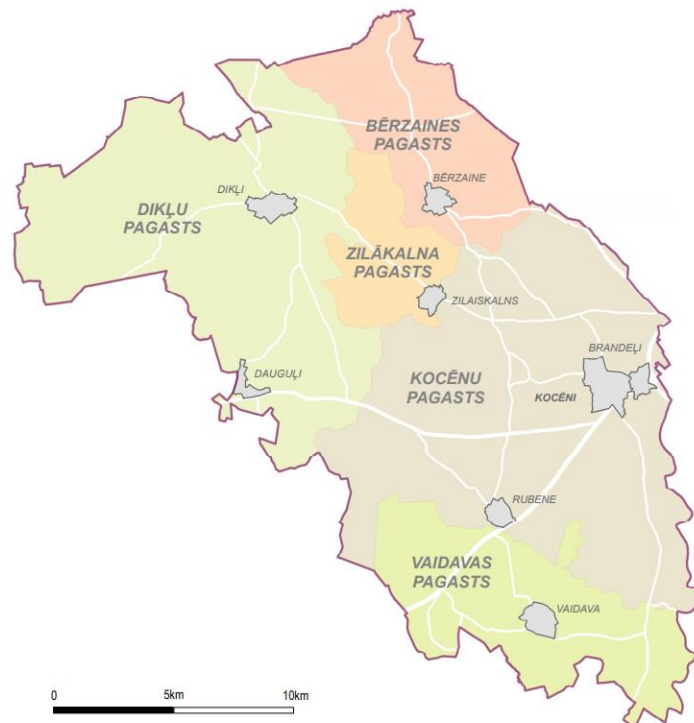 BĒRZAINES
PAGASTS
BĒRZAINE
DIKĻI
DIKĻU
PAGASTS
ZILĀKALNA
PAGASTS
ZILAISKALNS
BRANDEĻI
DAUGUĻI
KOCĒNU
PAGASTS
KOCĒNI
RUBENE
VAIDAVAS
PAGASTS
VAIDAVA
0 5km 10km